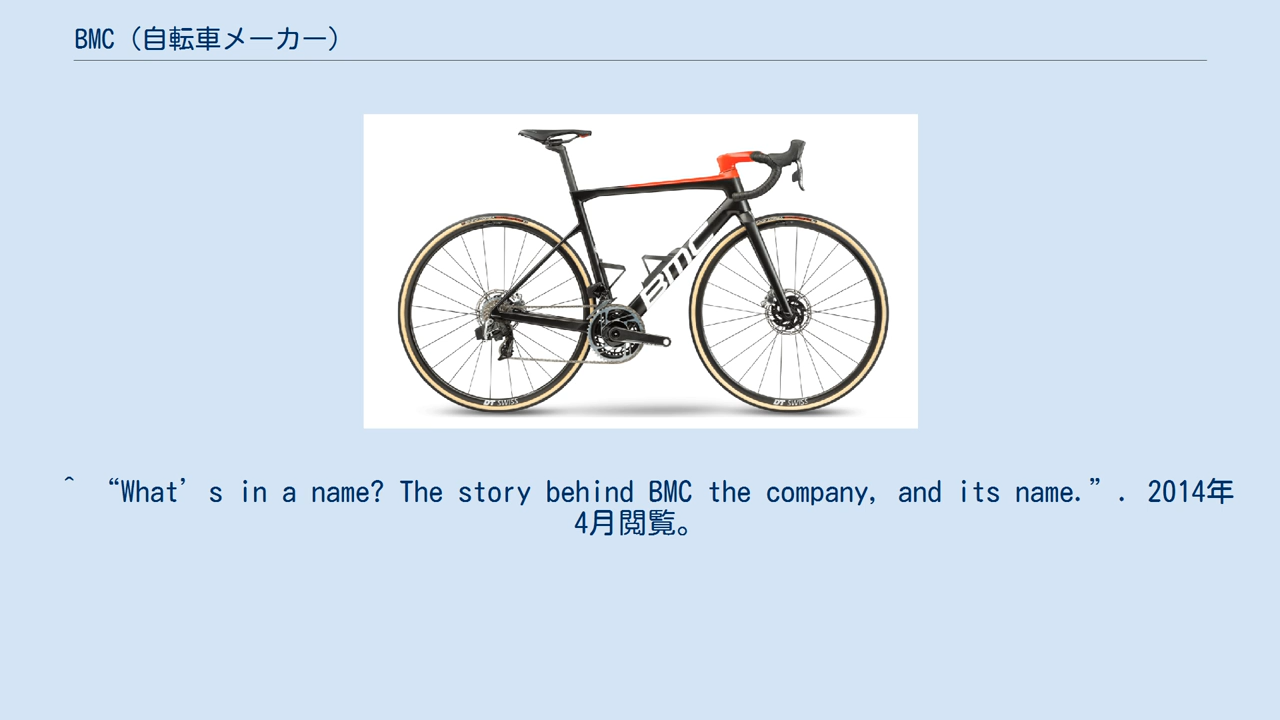 BMC（自転車メーカー）
BMC
DT SWISS
DT SWISS
^ “What’s in a name? The story behind BMC the company, and its name.”. 2014年
4月閲覧。